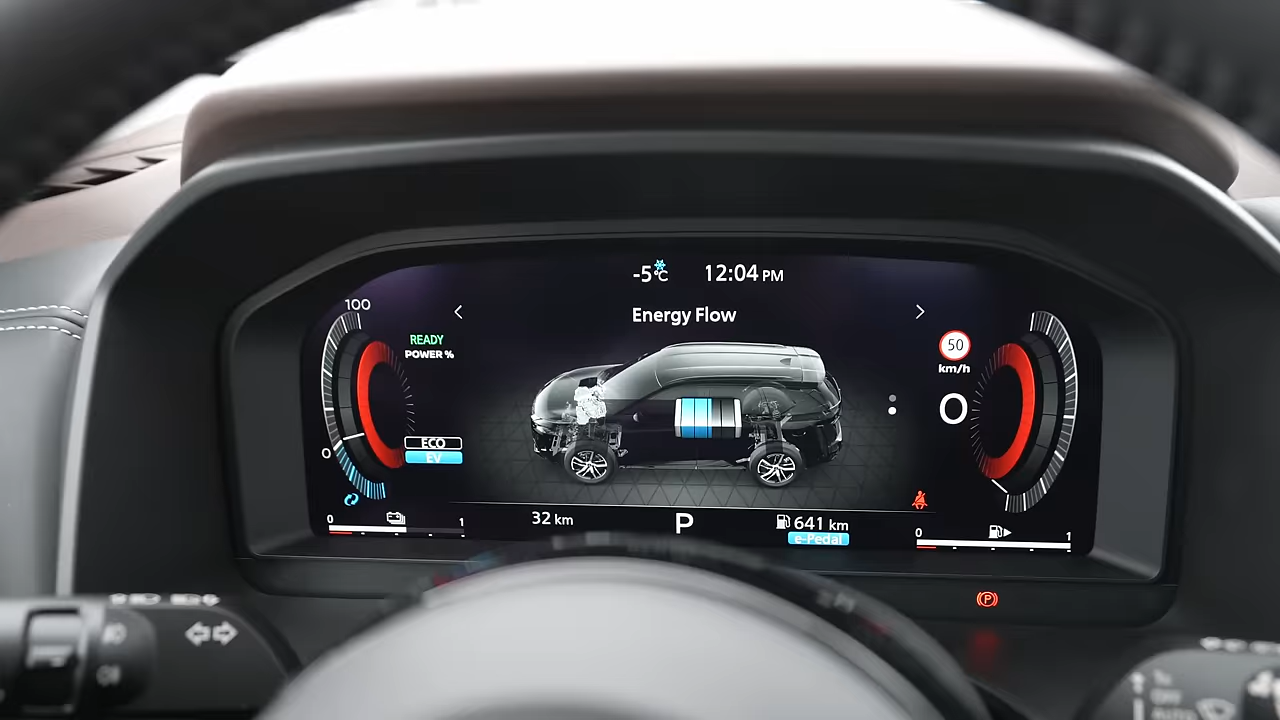 -5°C 12:04 PM
100
Energy Flow
READY
POWER %
50
km/h
0
ECO
EV
0
32 km
P
641 km
e-Pedal
0 1
0 1
P